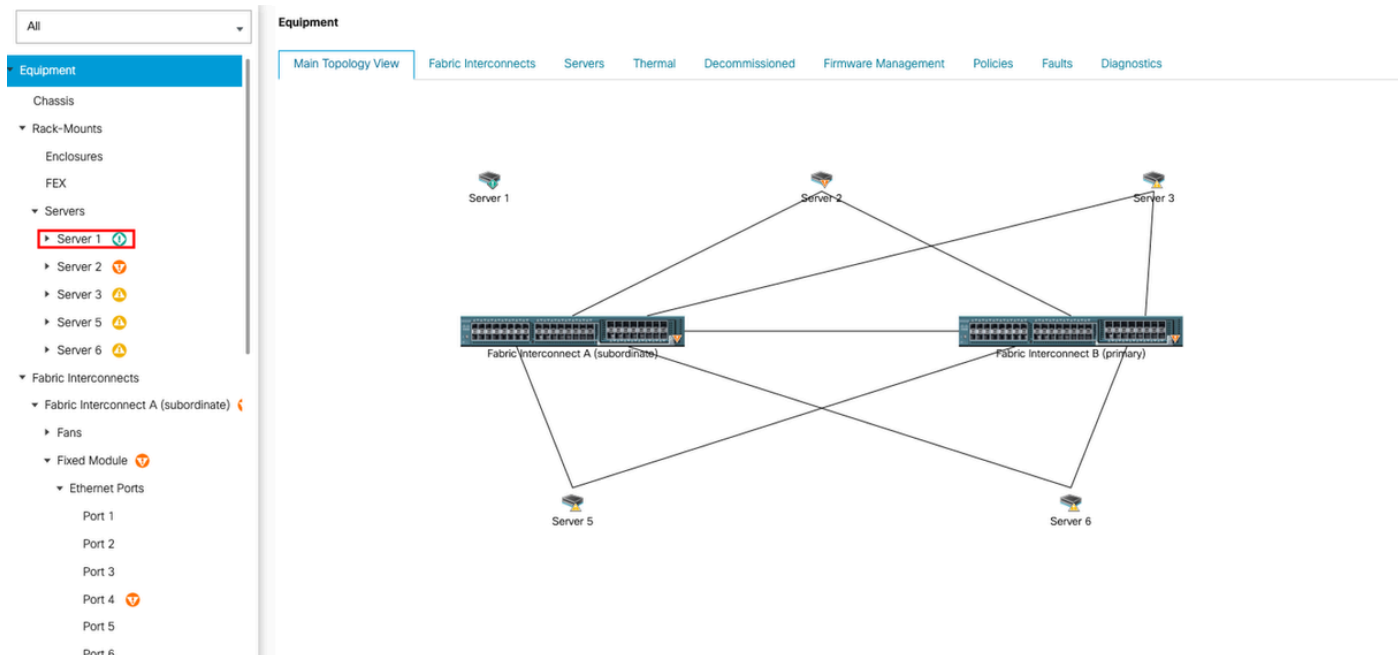 All
Equipment
Chassis
Rack-Mounts
Enclosures
FEX
Servers
Server 1
Server 2
Server 3
Server 5
Server 6
Fabric Interconnects
Fabric Interconnect A (subordinate)
Fans
Fixed Module
Ethernet Ports
Port 1
Port 2
Port 3
Port 4
Port 5
Port 6
Equipment
Main Topology View Fabric Interconnects Servers Thermal Decommissioned Firmware Management Policies Faults Diagnostics
Server 1 Server 2 Server 3
Fabric Interconnect A (subordinate) Fabric Interconnect B (primary)
Server 5 Server 6